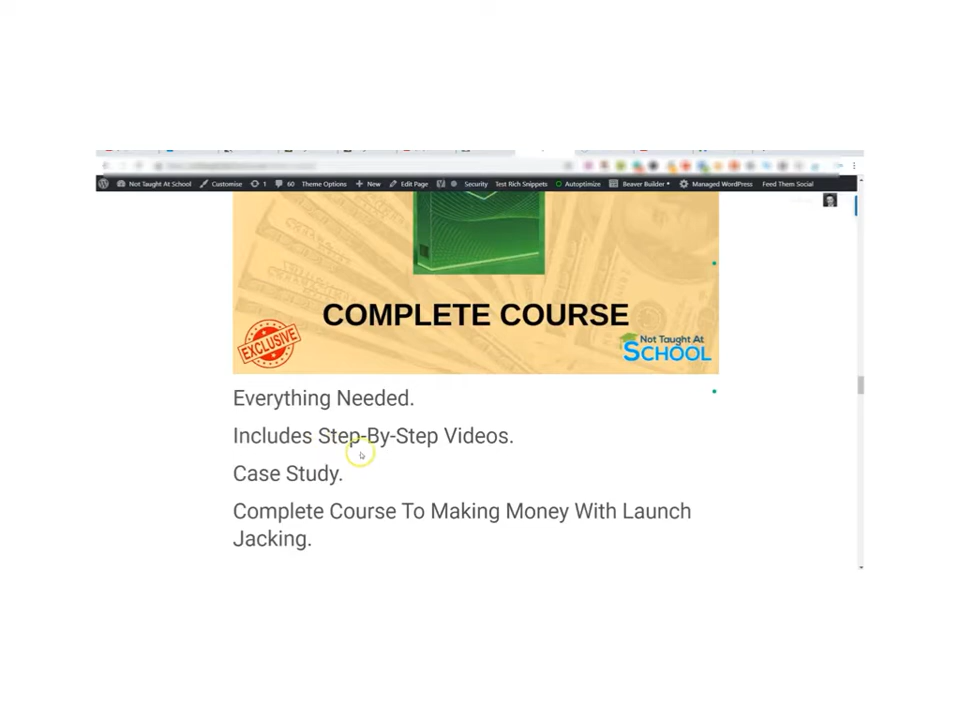 Not Taught At School Customise 1 60 Theme Options New Edit Page Security Test Rich Snippets Autoptimize Beaver Builder Managed WordPress Feed Them Social
COMPLETE COURSE
EXCLUSIVE
Not Taught At
SCHOOL
Everything Needed.
Includes Step-By-Step Videos.
Case Study.
Complete Course To Making Money With Launch
Jacking.